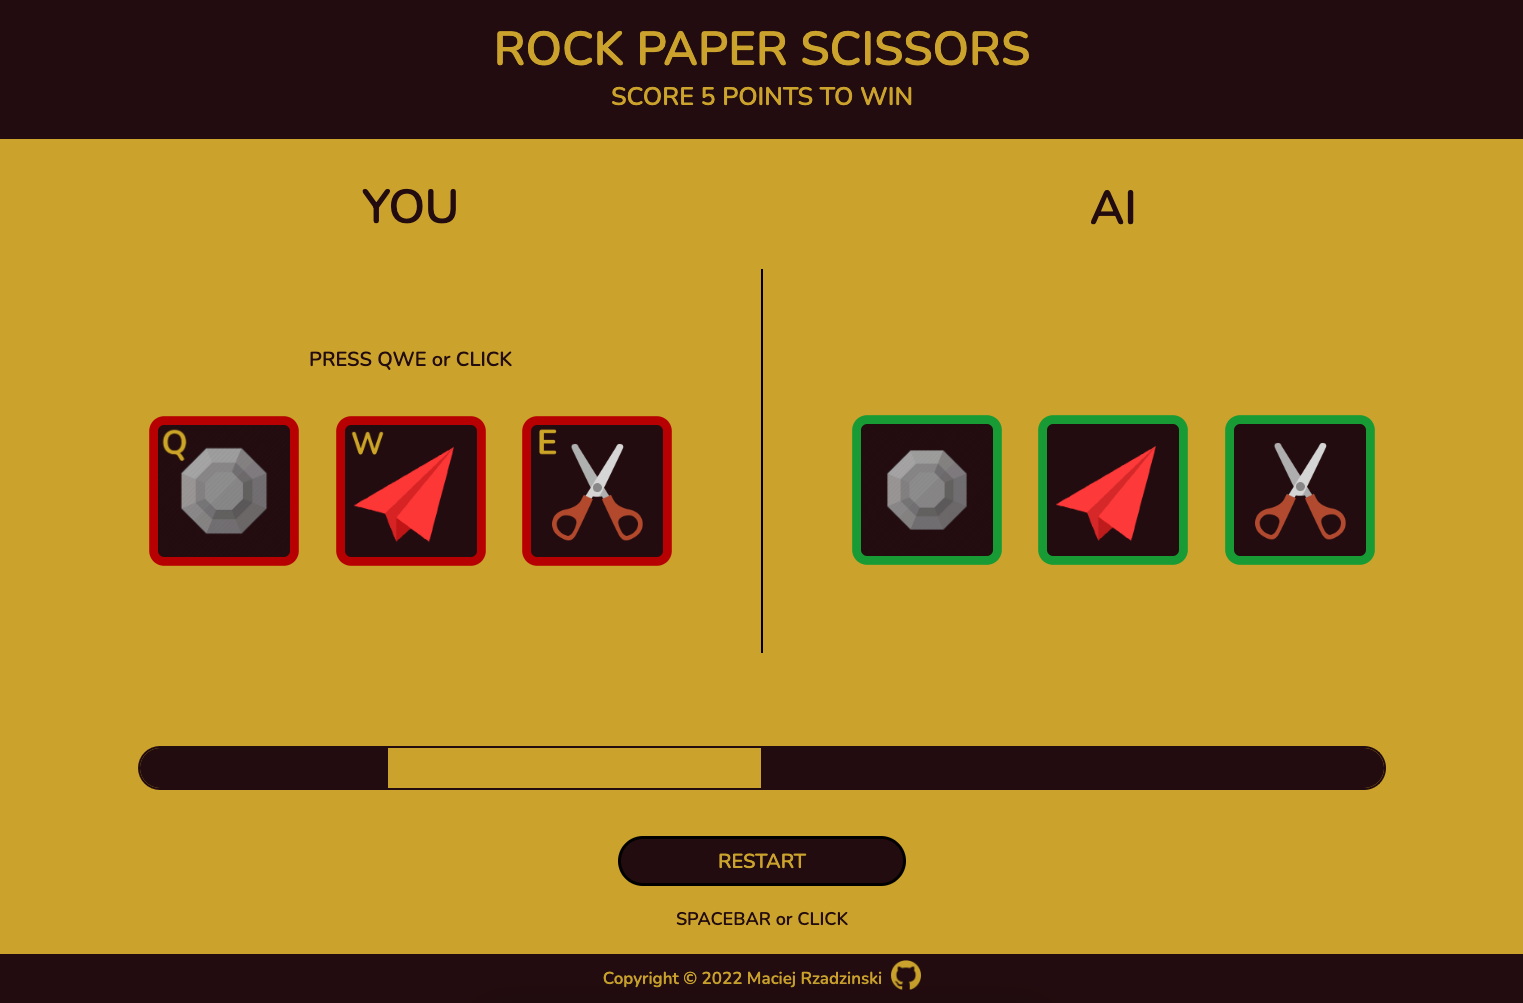 ROCK PAPER SCISSORS
SCORE 5 POINTS TO WIN
YOU
AI
PRESS QWE or CLICK
Q
W
E
RESTART
SPACEBAR or CLICK
Copyright © 2022 Maciej Rzadzinski